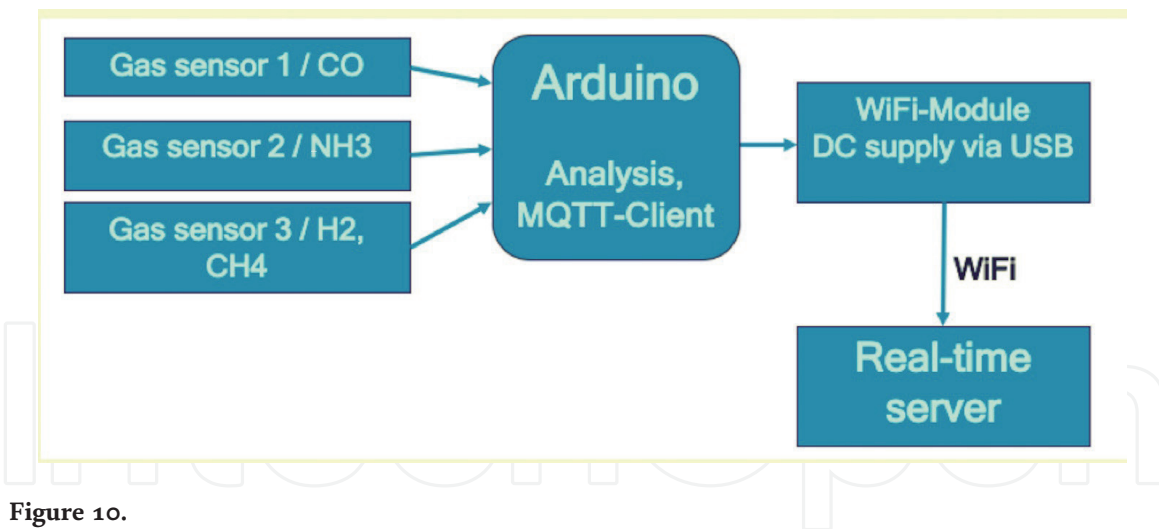 Gas sensor 1 / CO
Gas sensor 2 / NH3
Gas sensor 3 / H2,
CH4
Arduino
Analysis,
MQTT-Client
WiFi-Module
DC supply via USB
WiFi
Real-time
server
IntechOpen
Figure 10.